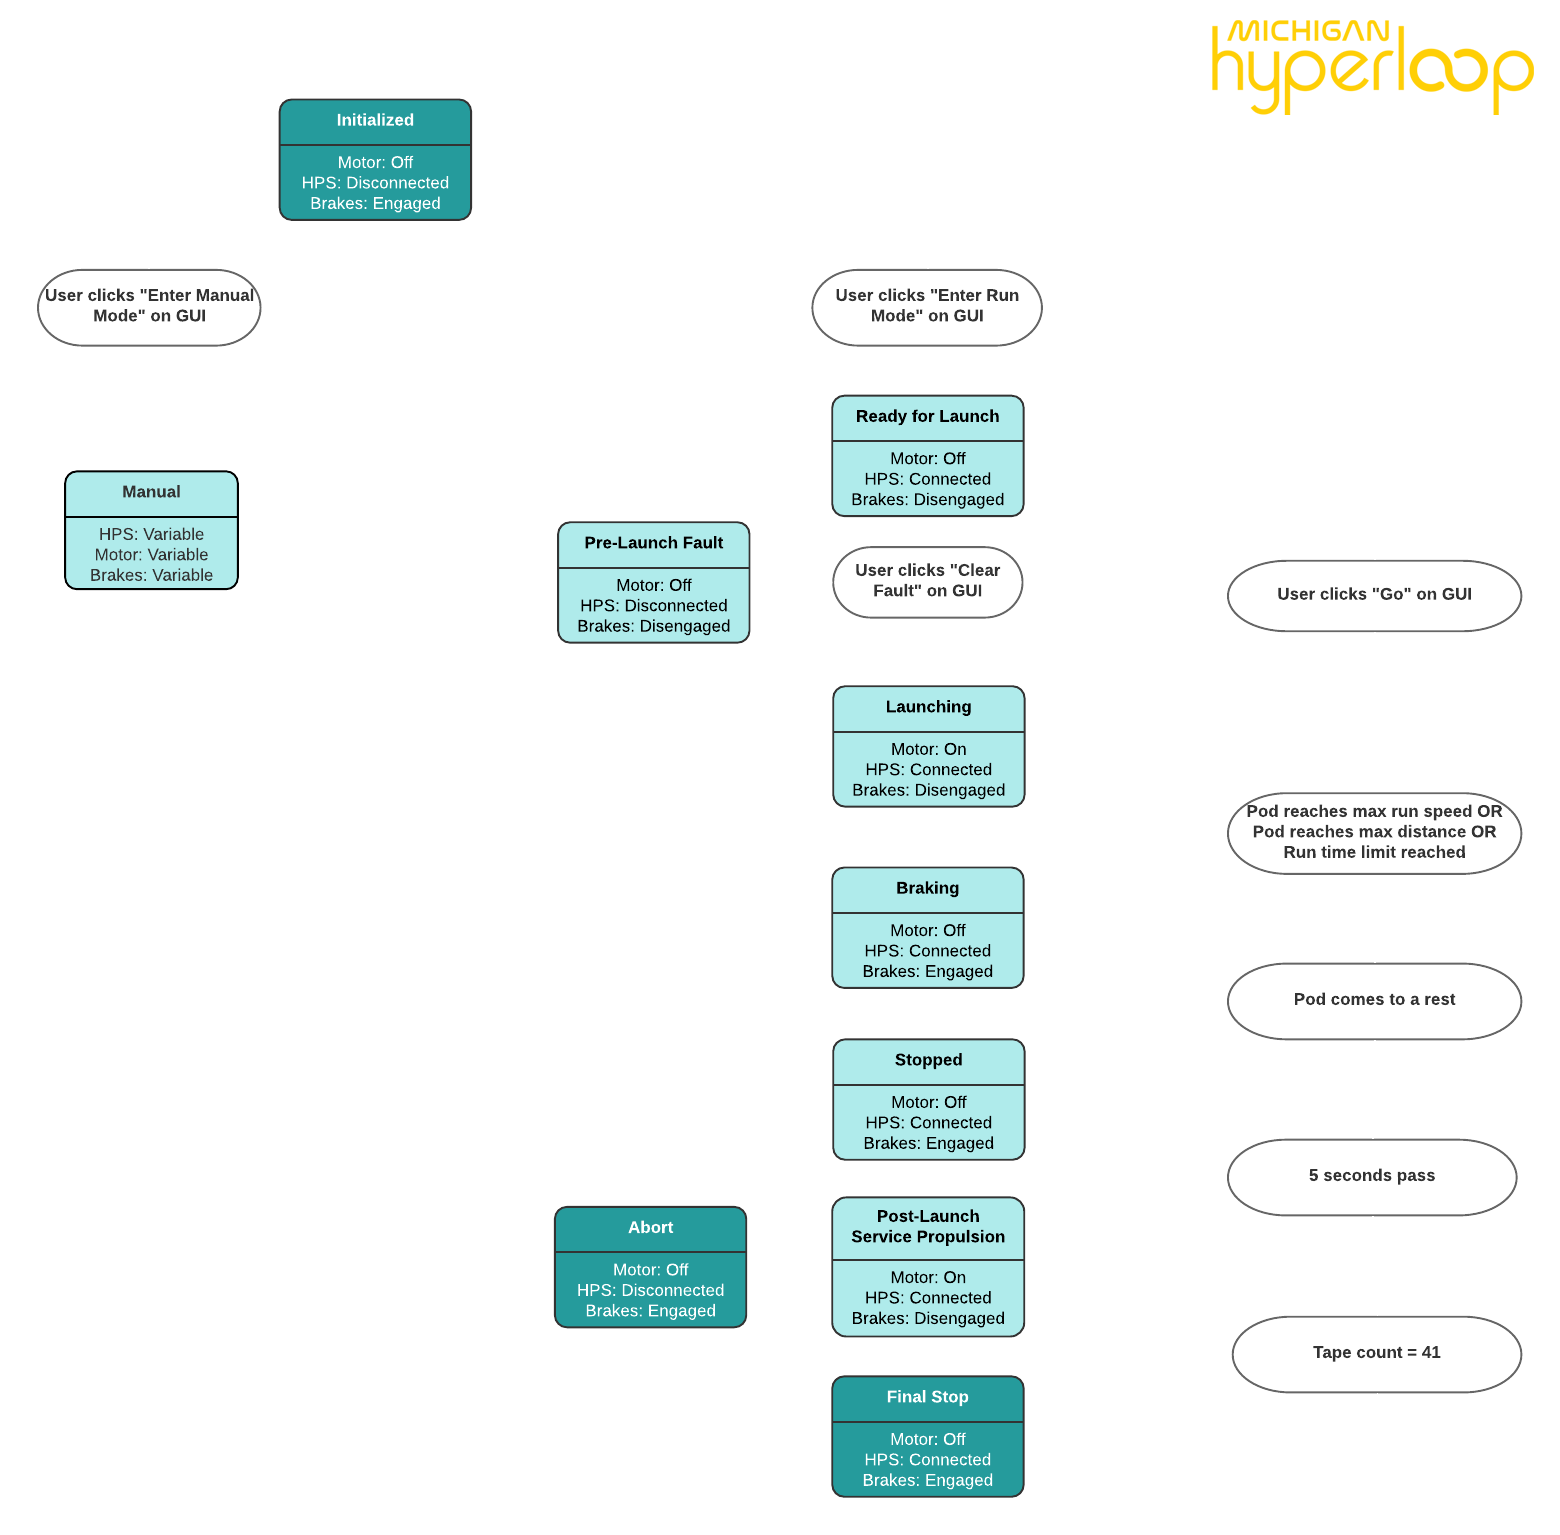 MICHIGAN
hyperloop
Initialized
Motor: Off
HPS: Disconnected
Brakes: Engaged
User clicks "Enter Manual
Mode" on GUI
User clicks "Enter Run
Mode" on GUI
Ready for Launch
Motor: Off
HPS: Connected
Brakes: Disengaged
Manual
HPS: Variable
Motor: Variable
Brakes: Variable
Pre-Launch Fault
Motor: Off
HPS: Disconnected
Brakes: Disengaged
User clicks "Clear
Fault" on GUI
User clicks "Go" on GUI
Launching
Motor: On
HPS: Connected
Brakes: Disengaged
Pod reaches max run speed OR
Pod reaches max distance OR
Run time limit reached
Braking
Motor: Off
HPS: Connected
Brakes: Engaged
Pod comes to a rest
Stopped
Motor: Off
HPS: Connected
Brakes: Engaged
5 seconds pass
Abort
Motor: Off
HPS: Disconnected
Brakes: Engaged
Post-Launch
Service Propulsion
Motor: On
HPS: Connected
Brakes: Disengaged
Tape count = 41
Final Stop
Motor: Off
HPS: Connected
Brakes: Engaged